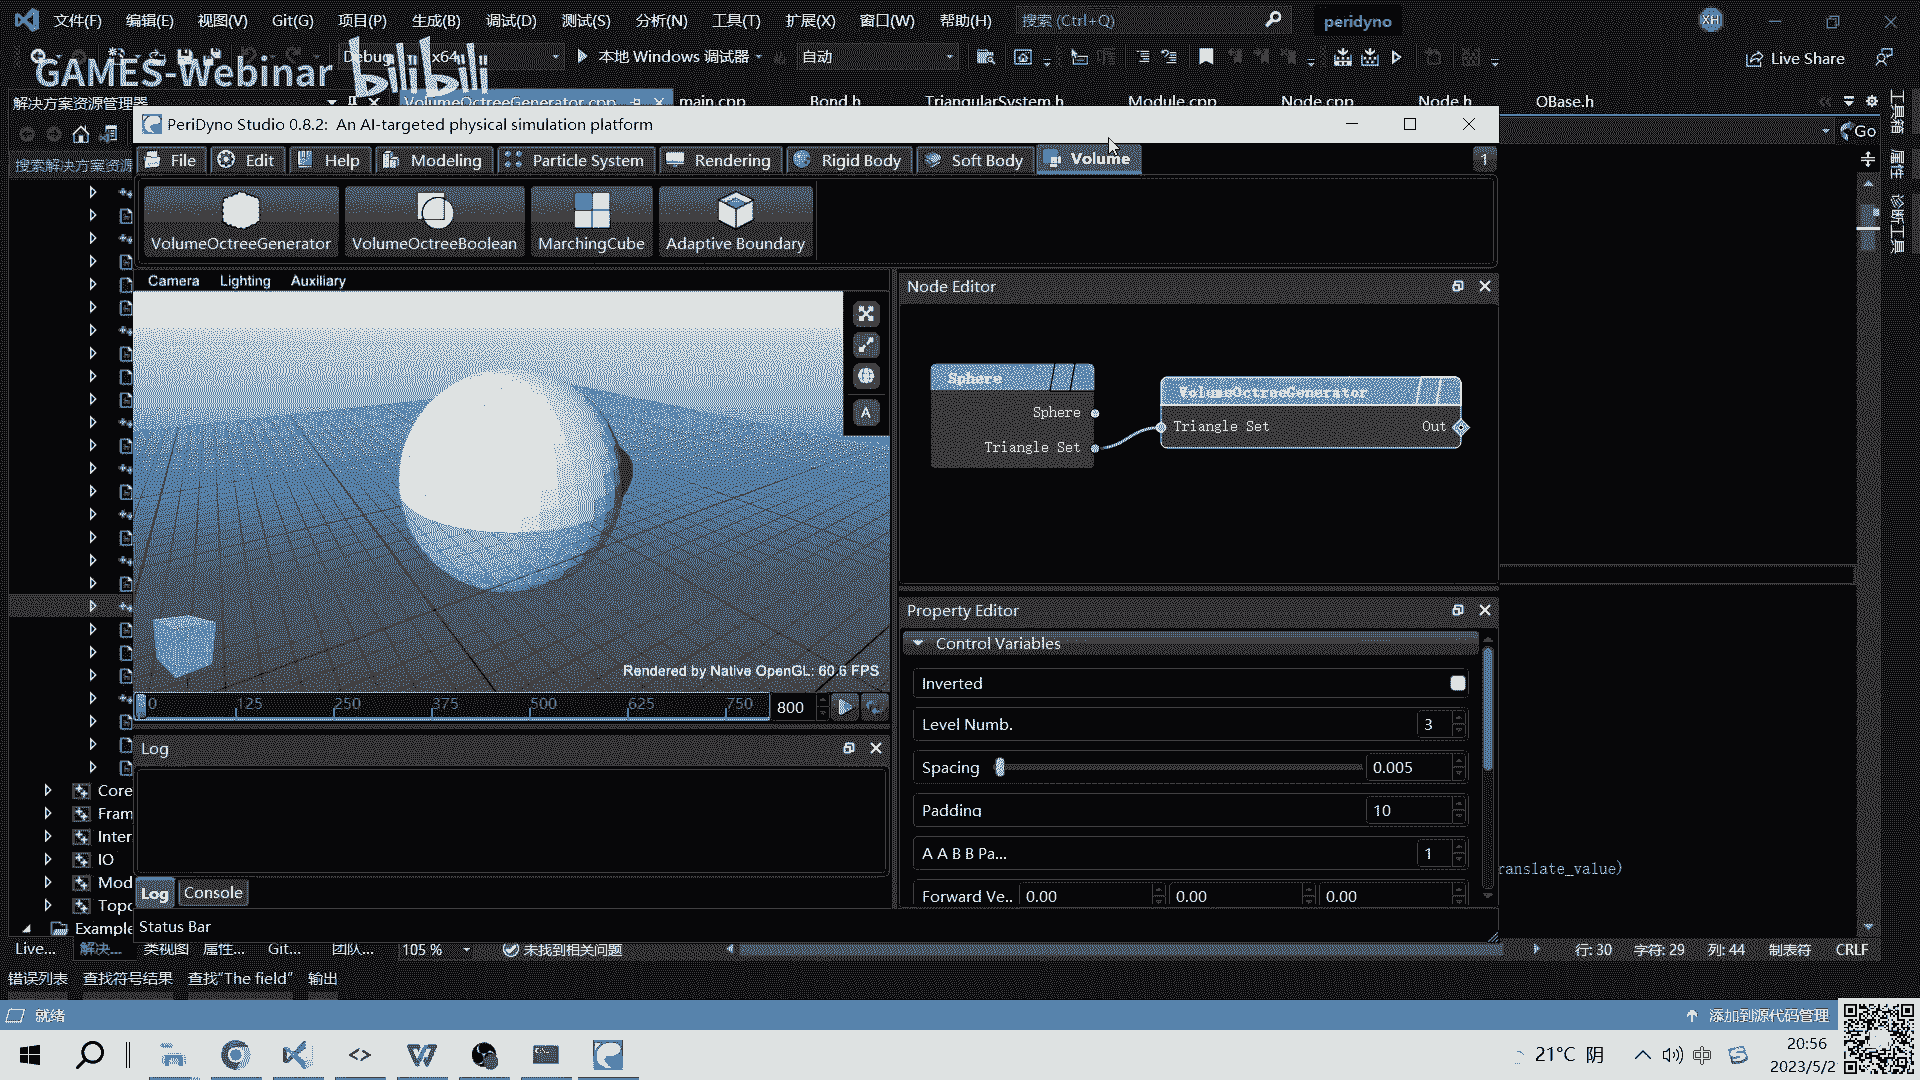 文件(F) 编辑(E) 视图(V) Git(G) 项目(P) 生成(B) 调试(D) 测试(S) 分析(N) 工具(T) 扩展(X) 窗口(W) 帮助(H) 搜索 (Ctrl+Q) peridyno XH
x64 本地 Windows 调试器 自动 Live Share
GAMES-Webinar bilibili
解决方案资源管理器 VolumeOctreeGenerator.cpp main.cpp Bond.h TriangularSystem.h Module.cpp Node.cpp Node.h OBase.h
工具箱 属性 诊断工具
Go
PeriDyno Studio 0.8.2: An AI-targeted physical simulation platform
File Edit Help Modeling Particle System Rendering Rigid Body Soft Body Volume 1
搜索解决方案资源
VolumeOctreeGenerator VolumeOctreeBoolean MarchingCube Adaptive Boundary
Camera Lighting Auxiliary
A
Rendered by Native OpenGL: 60.6 FPS
0 125 250 375 500 625 750 800
Log
Log Console
Status Bar
Node Editor
Sphere
Sphere
Triangle Set
VolumeOctreeGenerator
Triangle Set Out
Property Editor
Control Variables
Inverted
Level Numb. 3
Spacing 0.005
Padding 10
A A B B Pa... 1
Forward Ve.. 0.00 0.00 0.00
ranslate_value)
Core
Fram
Inter
IO
Mod
Topo
Example
Live... 解决... 类视图 属性... Git... 团队... 105 % 未找到相关问题 行: 30 字符: 29 列: 44 制表符 CRLF
错误列表 查找符号结果 查找"The field" 输出
就绪 添加到源代码管理
21°C 阴 中 20:56
2023/5/2